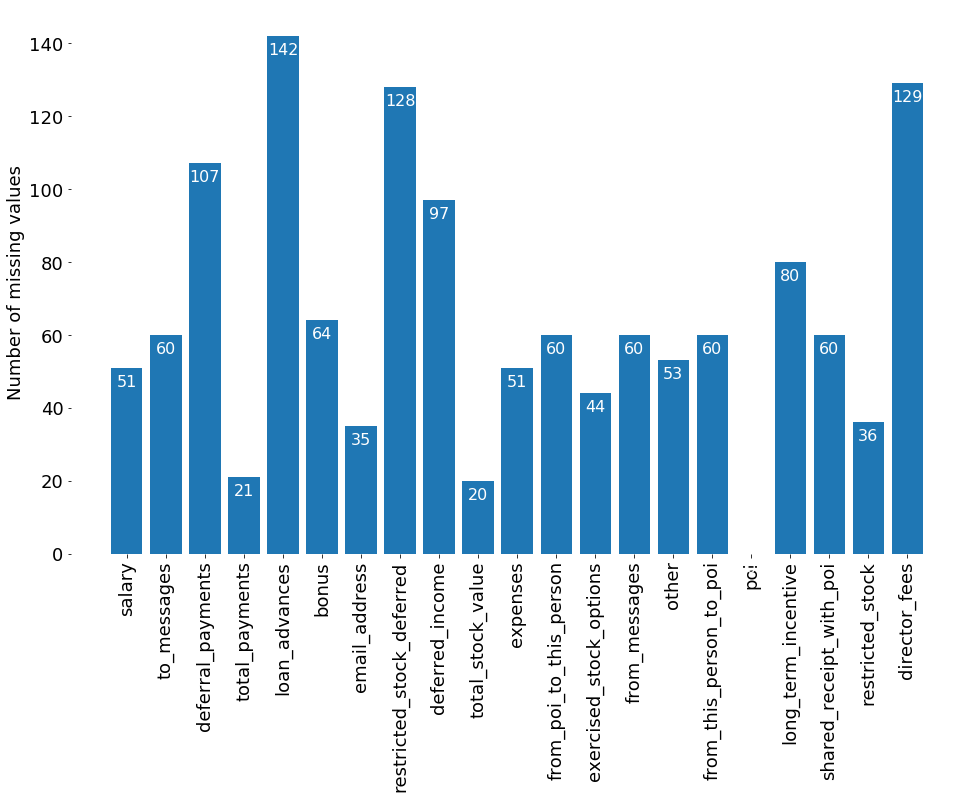 Number of missing values
140
120
100
80
60
40
20
0
51
60
107
21
142
64
35
128
97
20
51
60
44
60
53
60
80
60
36
129
salary
to_messages
deferral_payments
total_payments
loan_advances
bonus
email_address
restricted_stock_deferred
deferred_income
total_stock_value
expenses
from_poi_to_this_person
exercised_stock_options
from_messages
other
from_this_person_to_poi
poi
long_term_incentive
shared_receipt_with_poi
restricted_stock
director_fees